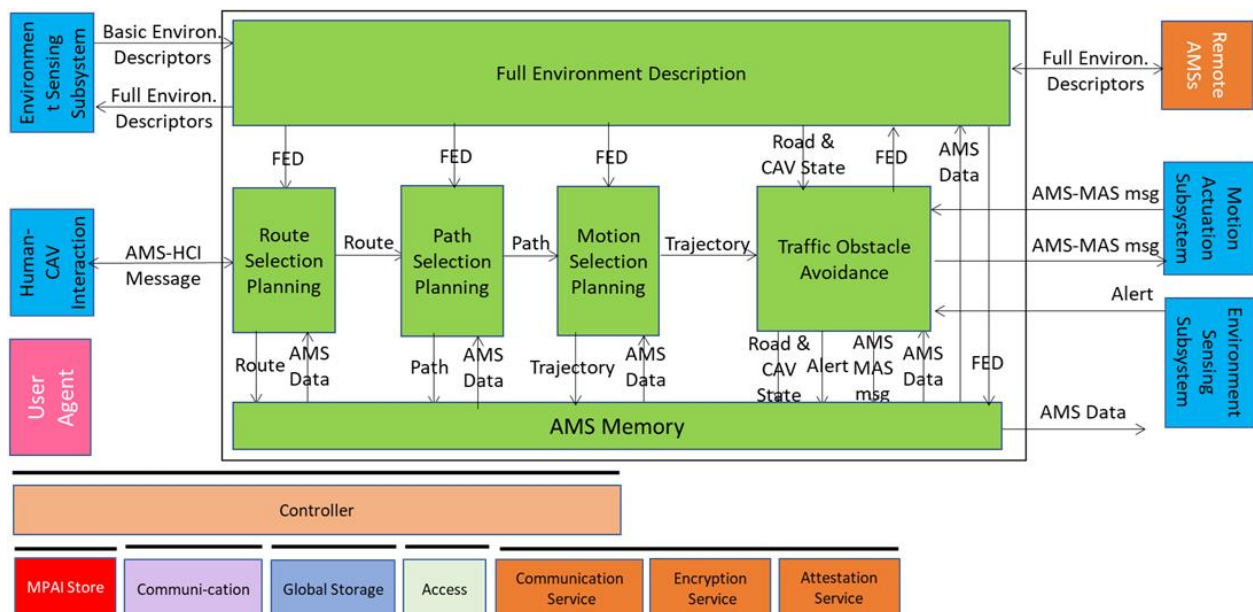 Environmen
t Sensing
Subsystem
Basic Environ.
Descriptors
Full Environ.
Descriptors
Full Environment Description
Full Environ.
Descriptors
Remote
AMSs
FED
FED
FED
Road &
CAV State
FED
AMS
Data
Human-
CAV
Interaction
AMS-HCI
Message
Route
Selection
Planning
Route
Path
Selection
Planning
Path
Motion
Selection
Planning
Trajectory
Traffic Obstacle
Avoidance
AMS-MAS msg
AMS-MAS msg
Motion
Actuation
Subsystem
Alert
Environment
Sensing
Subsystem
User
Agent
Route
AMS
Data
Path
AMS
Data
Trajectory
AMS
Data
Road &
CAV
State
Alert
AMS
MAS
msg
AMS
Data
FED
AMS Memory
AMS Data
Controller
MPAI Store
Communi-cation
Global Storage
Access
Communication
Service
Encryption
Service
Attestation
Service